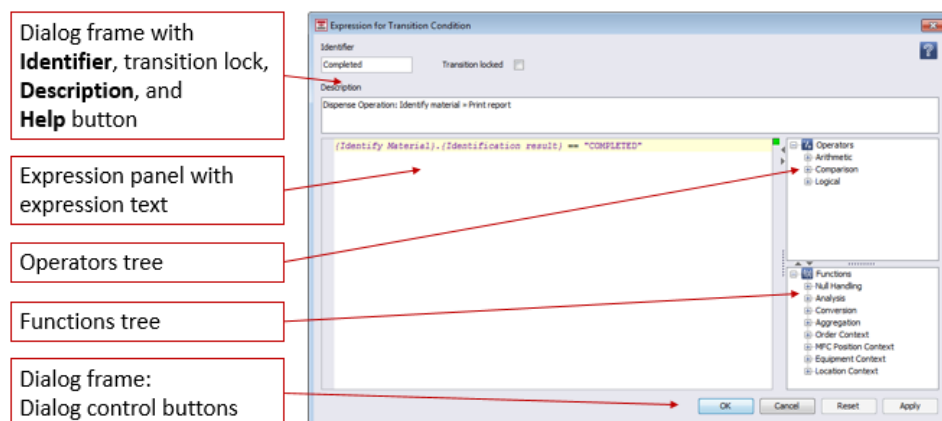 Dialog frame with
Identifier, transition lock,
Description, and
Help button
Expression panel with
expression text
Operators tree
Functions tree
Dialog frame:
Dialog control buttons
Expression for Transition Condition
Identifier
Completed
Transition locked
?
Description
Dispense Operation: Identify material » Print report
{Identify Material}.{Identification result} == "COMPLETED"
Operators
Arithmetic
Comparison
Logical
Functions
Null Handling
Analysis
Conversion
Aggregation
Order Context
MFC Position Context
Equipment Context
Location Context
OK
Cancel
Reset
Apply